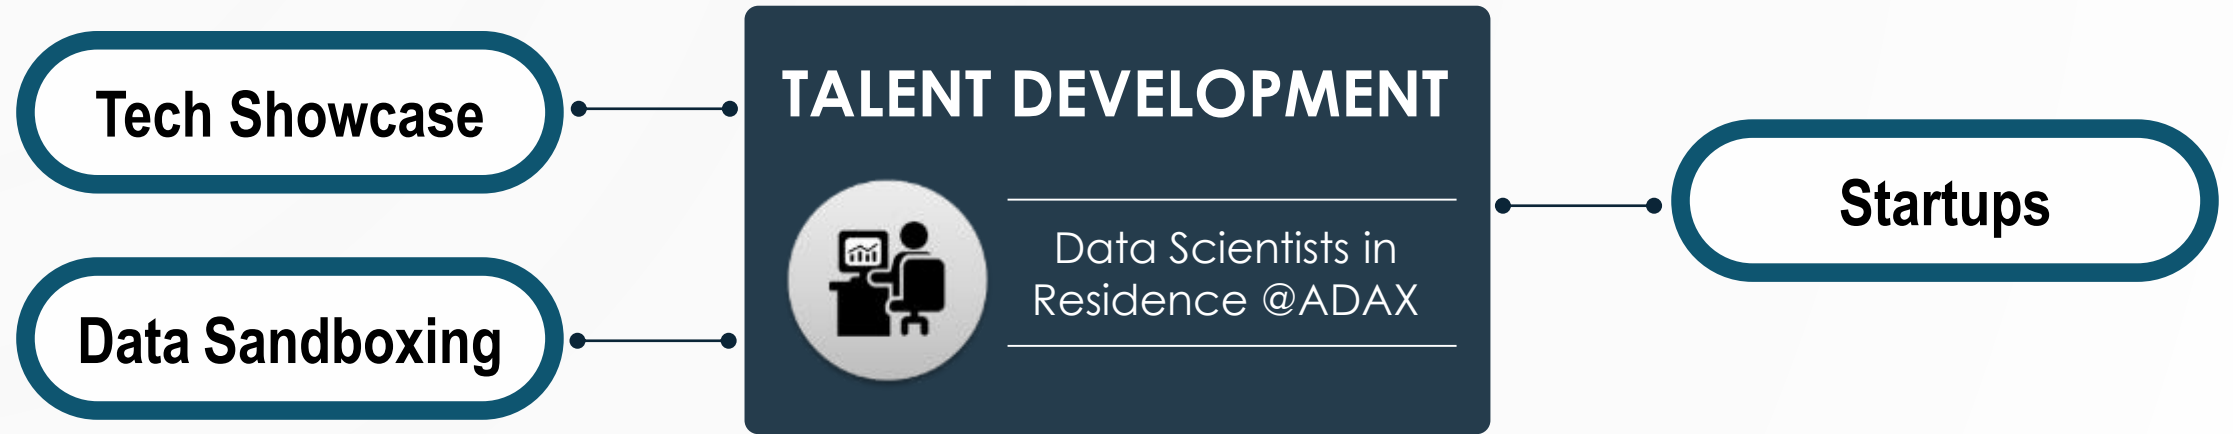 Tech Showcase
Data Sandboxing
TALENT DEVELOPMENT
Data Scientists in
Residence @ADAX
Startups